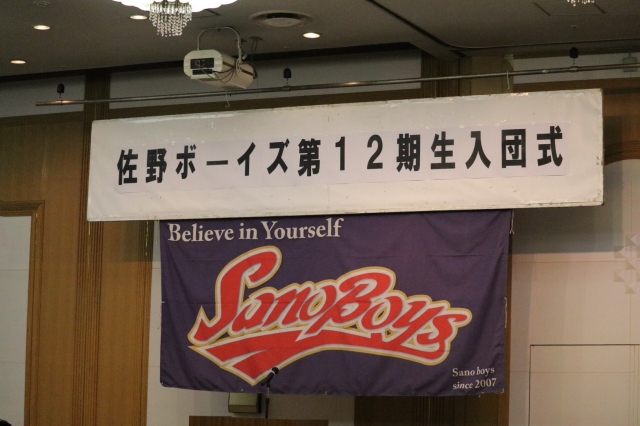 佐野ボーイズ第12期生入団式
Believe in Yourself
SanoBoys
Sano boys
since 2007